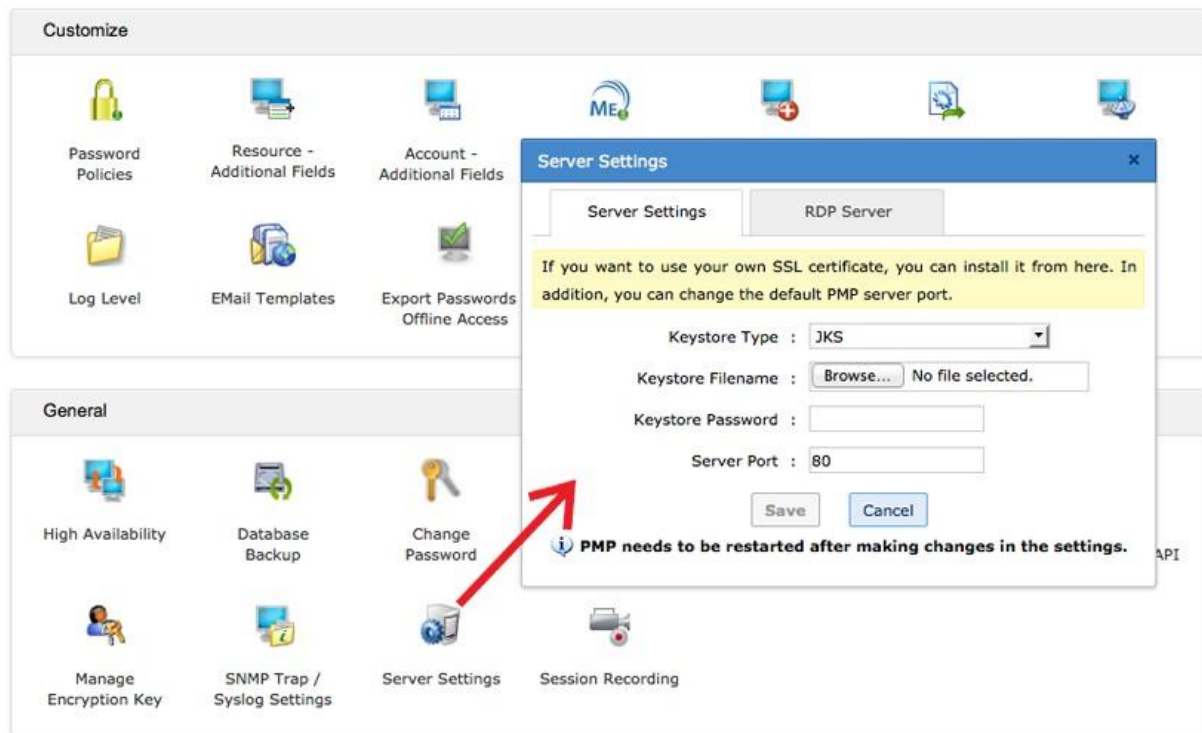 Customize
ME
Password
Policies
Resource -
Additional Fields
Account -
Additional Fields
Log Level
EMail Templates
Export Passwords
Offline Access
Server Settings
×
Server Settings
RDP Server
If you want to use your own SSL certificate, you can install it from here. In
addition, you can change the default PMP server port.
Keystore Type : JKS
Keystore Filename : Browse... No file selected.
Keystore Password :
Server Port : 80
Save
Cancel
PMP needs to be restarted after making changes in the settings.
General
High Availability
Database
Backup
Change
Password
API
Manage
Encryption Key
SNMP Trap /
Syslog Settings
Server Settings
Session Recording